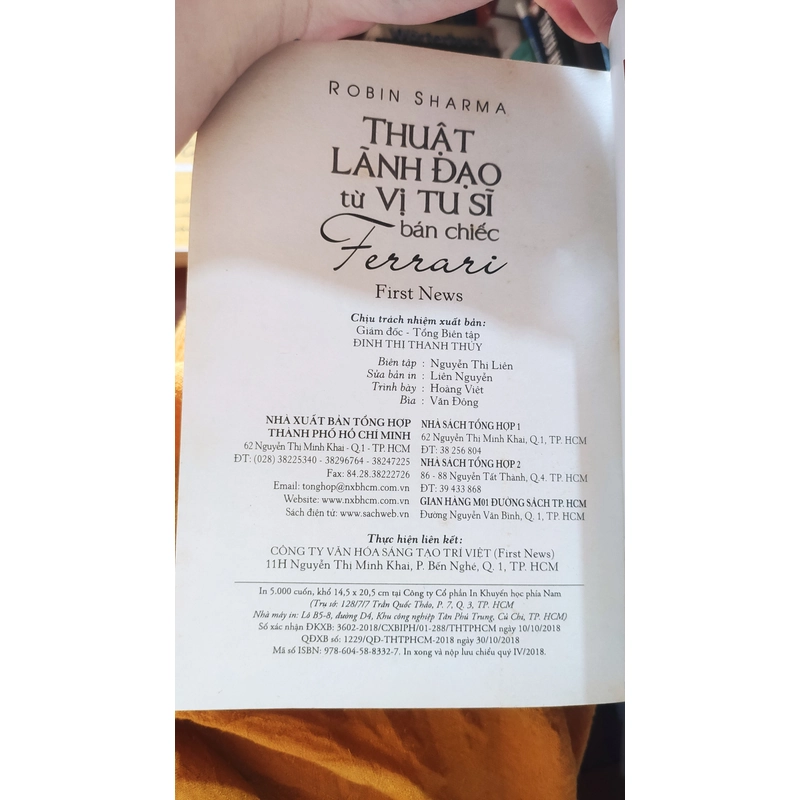 ROBIN SHARMA
THUẬT
LÃNH ĐẠO
từ VỊ TU SĨ
bán chiếc
Ferrari
First News
Chịu trách nhiệm xuất bản:
Giám đốc - Tổng Biên tập
ĐINH THỊ THANH THỦY
Biên tập : Nguyễn Thị Liên
Sửa bản in : Liên Nguyễn
Trình bày : Hoàng Việt
Bìa : Văn Đông
NHÀ XUẤT BẢN TỔNG HỢP
THÀNH PHỐ HỒ CHÍ MINH
62 Nguyễn Thị Minh Khai - Q.1 - TP. HCM
ĐT: (028) 38225340 - 38296764 - 38247225
Fax: 84.28.38222726
Email: tonghop@nxbhcm.com.vn
Website: www.nxbhcm.com.vn
Sách điện tử: www.sachweb.vn
NHÀ SÁCH TỔNG HỢP 1
62 Nguyễn Thị Minh Khai, Q.1, TP. HCM
ĐT: 38 256 804
NHÀ SÁCH TỔNG HỢP 2
86 - 88 Nguyễn Tất Thành, Q.4. TP. HCM
ĐT: 39 433 868
GIAN HÀNG M01 ĐƯỜNG SÁCH TP. HCM
Đường Nguyễn Văn Bình, Q. 1, TP. HCM
Thực hiện liên kết:
CÔNG TY VĂN HÓA SÁNG TẠO TRÍ VIỆT (First News)
11H Nguyễn Thị Minh Khai, P. Bến Nghé, Q. 1, TP. HCM
In 5.000 cuốn, khổ 14,5 x 20,5 cm tại Công ty Cổ phần In Khuyến học phía Nam
(Trụ sở: 128/7/7 Trần Quốc Thảo, P. 7, Q. 3, TP. HCM
Nhà máy in: Lô B5-8, đường D4, Khu công nghiệp Tân Phú Trung, Củ Chi, TP. HCM)
Số xác nhận ĐKXB: 3602-2018/CXBIPH/01-288/THTPHCM ngày 10/10/2018
QĐXB số: 1229/QĐ-THTPHCM-2018 ngày 30/10/2018
Mã số ISBN: 978-604-58-8332-7. In xong và nộp lưu chiểu quý IV/2018.